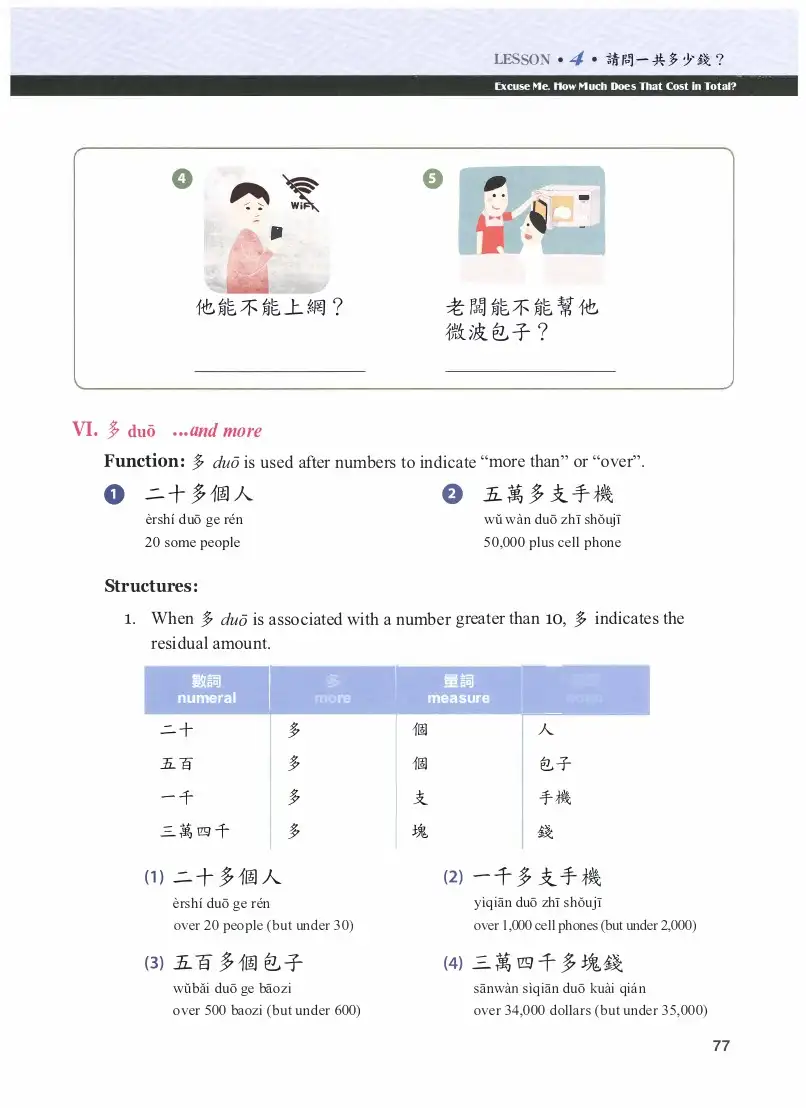 LESSON • 4 • 請問一共多少錢？
Excuse Me. How Much Does That Cost in Total?
4
WiFi
他能不能上網？
5
老闆能不能幫他
微波包子？
VI. 多 duō ...and more
Function: 多 duō is used after numbers to indicate “more than” or “over”.
1 二十多個人
èrshí duō ge rén
20 some people
2 五萬多支手機
wǔ wàn duō zhī shǒujī
50,000 plus cell phone
Structures:
1. When 多 duō is associated with a number greater than 10, 多 indicates the
residual amount.
數詞 多 量詞
numeral more measure noun
二十 多 個 人
五百 多 個 包子
一千 多 支 手機
三萬四千 多 塊 錢
(1) 二十多個人
èrshí duō ge rén
over 20 people (but under 30)
(2) 一千多支手機
yìqiān duō zhī shǒujī
over 1,000 cell phones (but under 2,000)
(3) 五百多個包子
wǔbǎi duō ge bāozi
over 500 baozi (but under 600)
(4) 三萬四千多塊錢
sānwàn sìqiān duō kuài qián
over 34,000 dollars (but under 35,000)
77